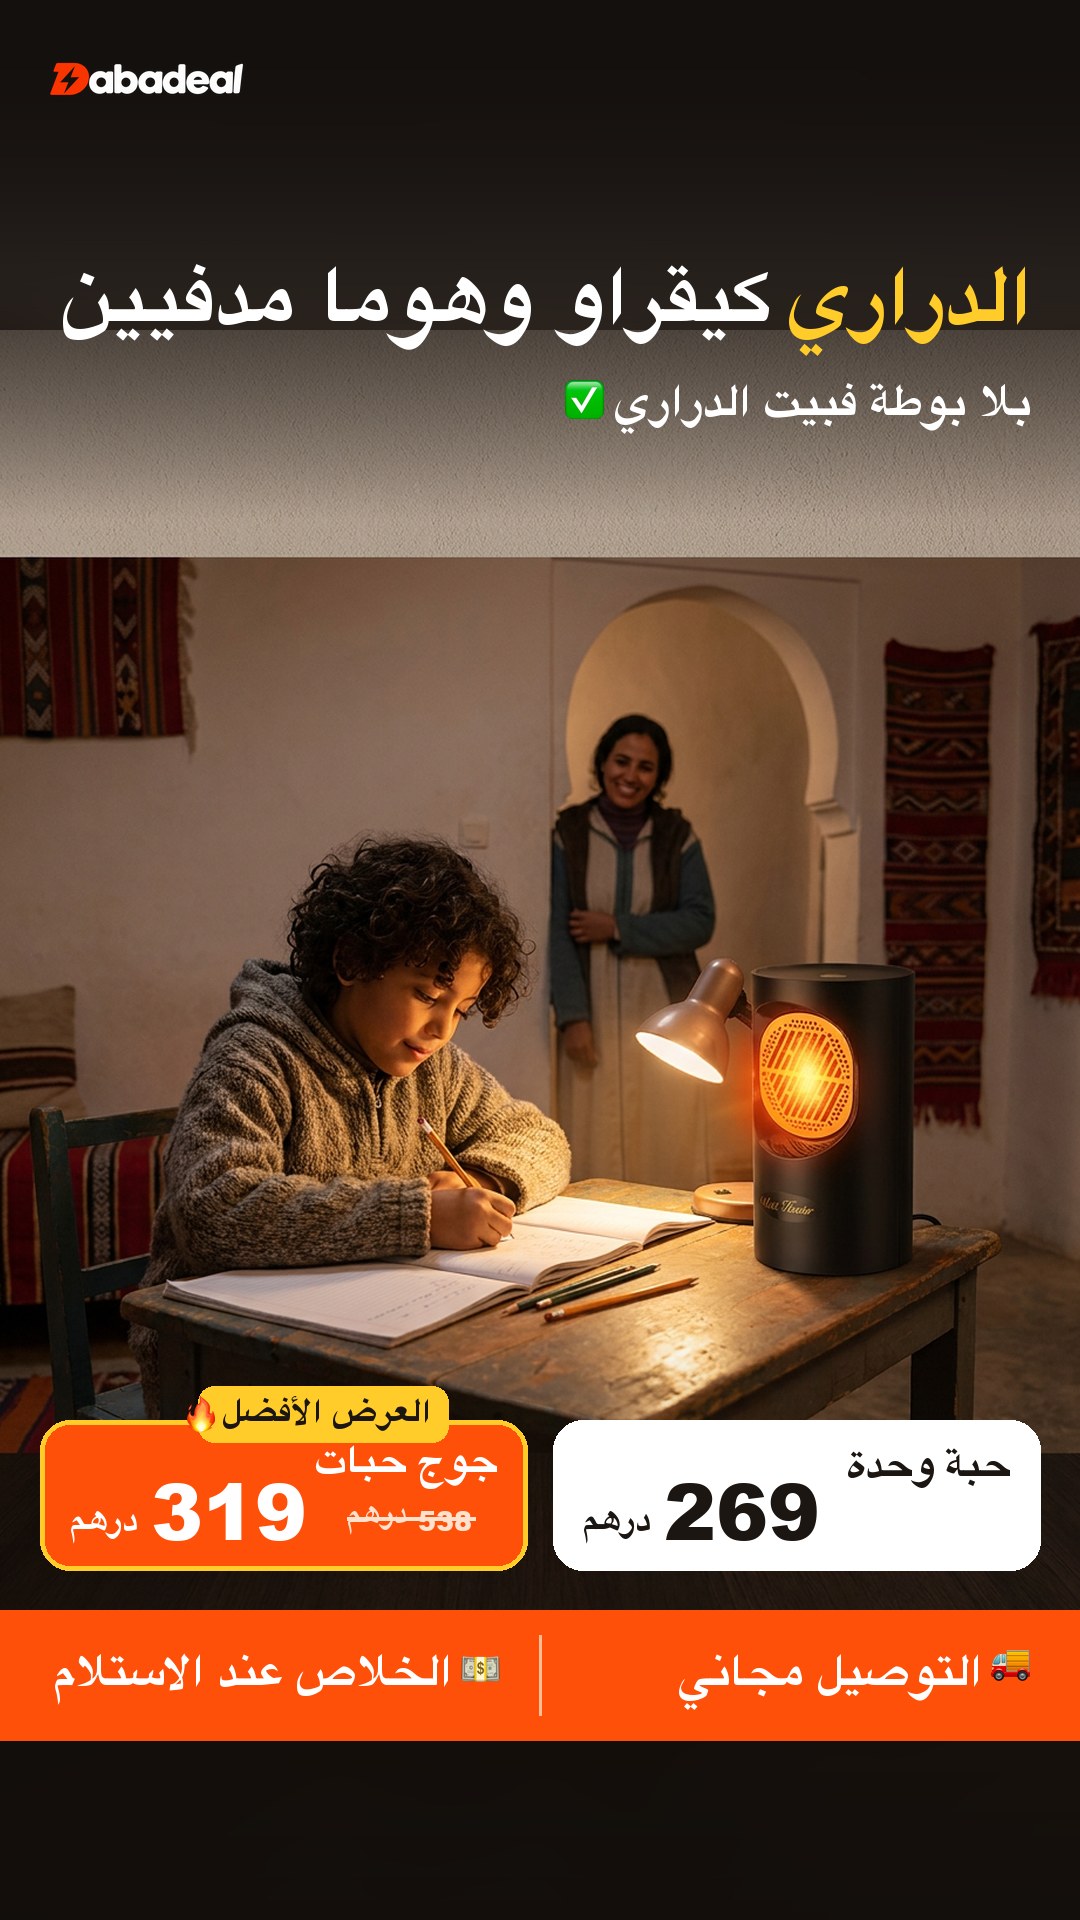 Dabadeal
الدراري كيقراو وهوما مدفيين
بلا بوطة فبيت الدراري ✅
حبة وحدة
269 درهم
العرض الأفضل🔥
جوج حبات
538 درهم
319 درهم
🚚 التوصيل مجاني
💵 الخلاص عند الاستلام